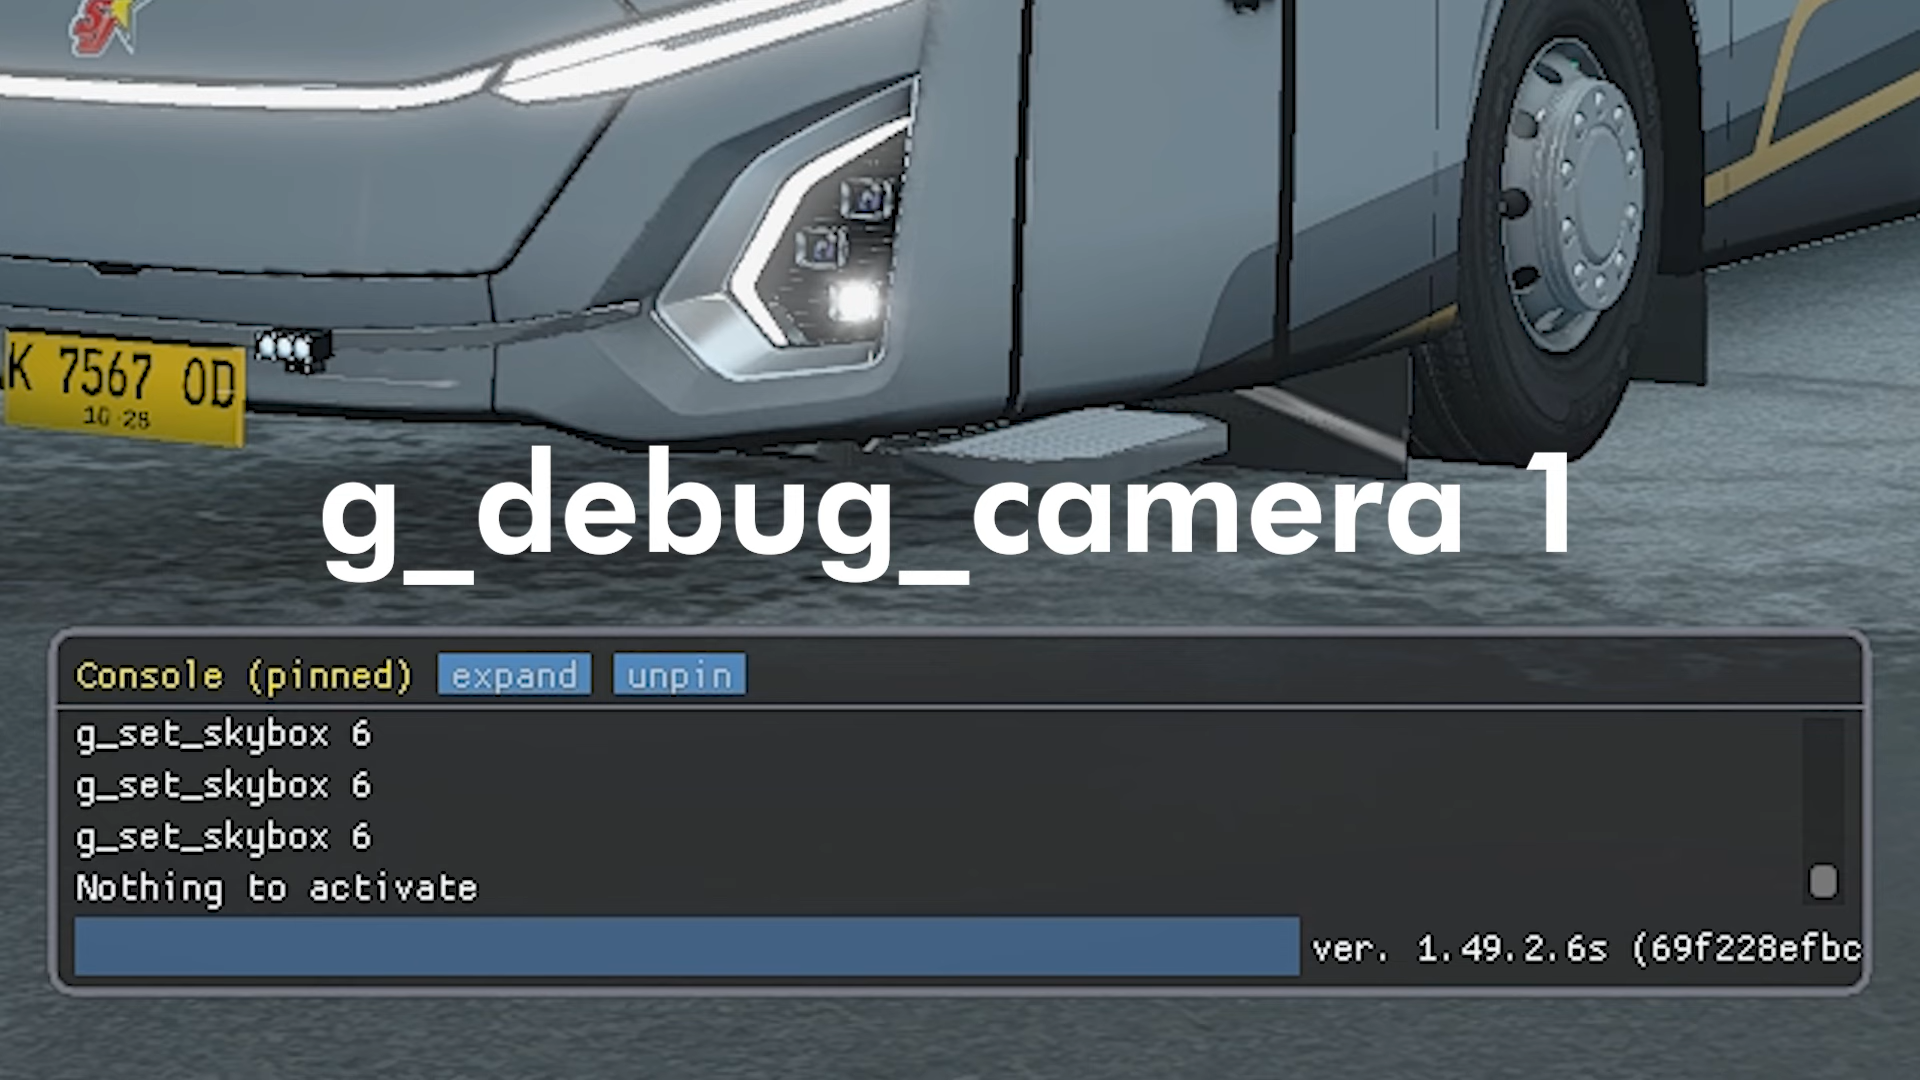 SJ
K 7567 OD
10 28
g_debug_camera 1
Console (pinned) expand unpin
g_set_skybox 6
g_set_skybox 6
g_set_skybox 6
Nothing to activate
ver. 1.49.2.6s (69f228efbc